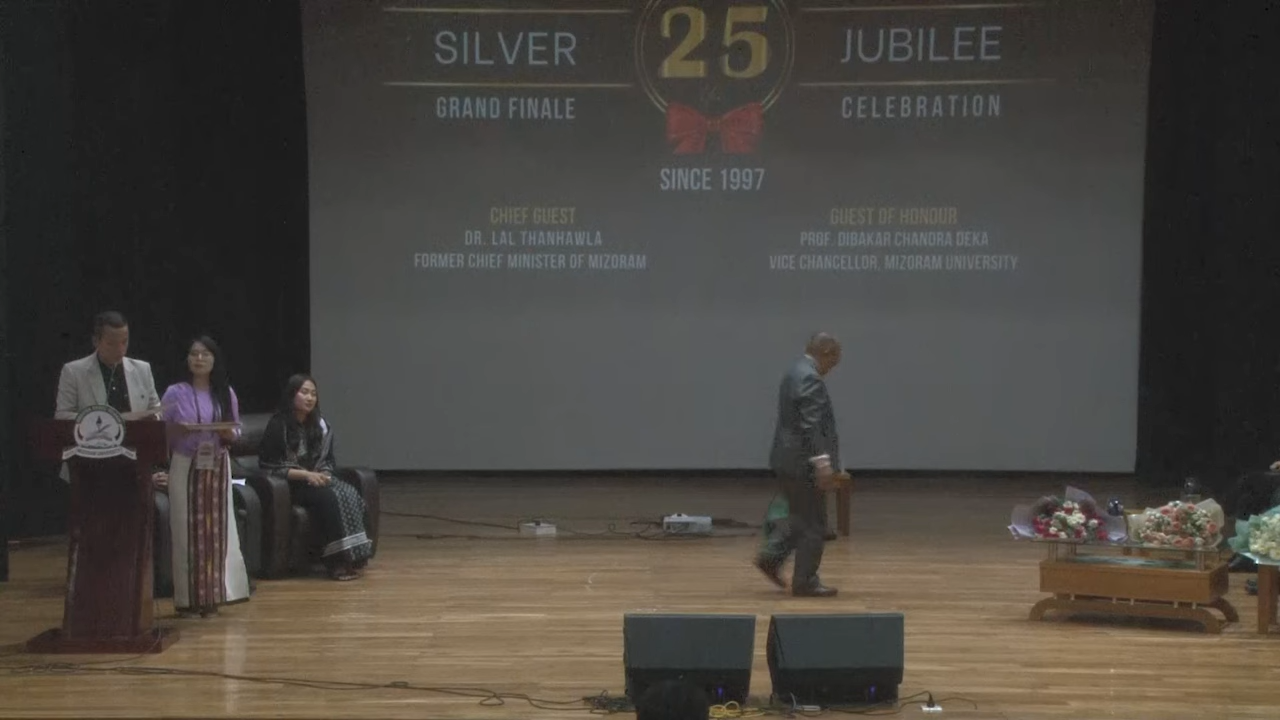 SILVER
25
JUBILEE
GRAND FINALE
CELEBRATION
SINCE 1997
CHIEF GUEST
DR. LAL THANHAWLA
FORMER CHIEF MINISTER OF MIZORAM
GUEST OF HONOUR
PROF. DIBAKAR CHANDRA DEKA
VICE CHANCELLOR, MIZORAM UNIVERSITY